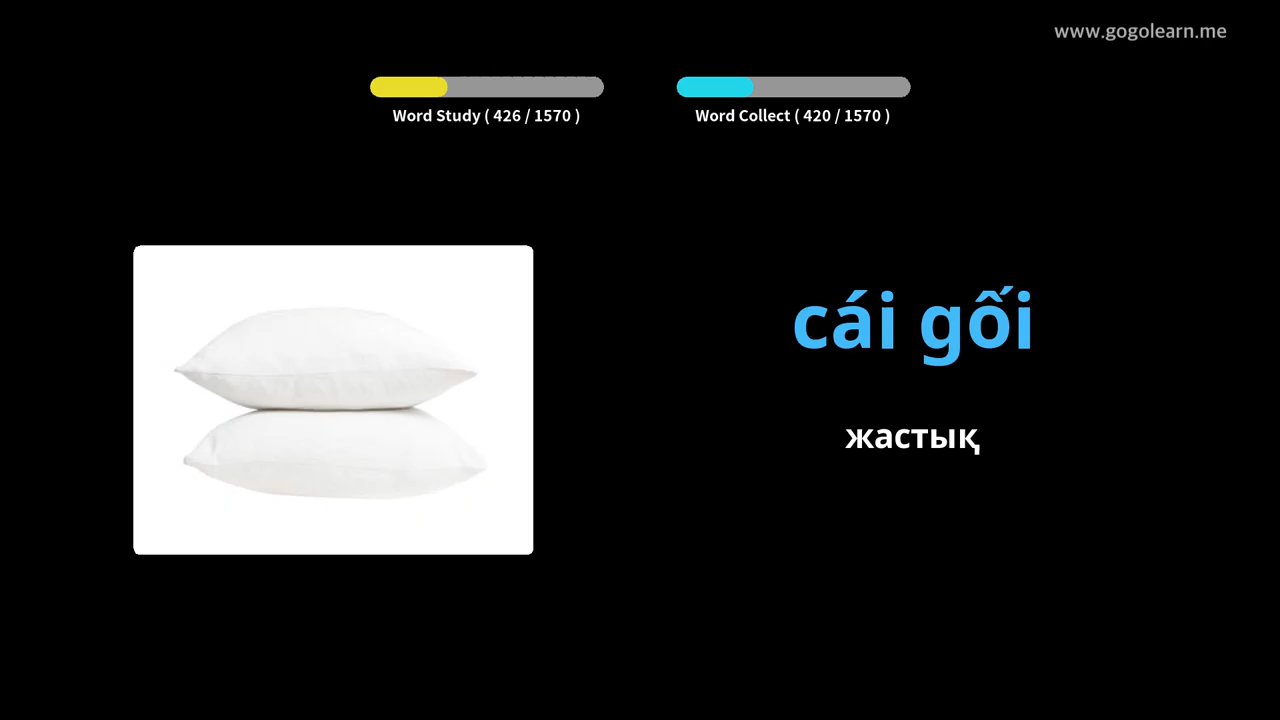 www.gogolearn.me
Word Study ( 426 / 1570 )
Word Collect ( 420 / 1570 )
cái gối
жастық